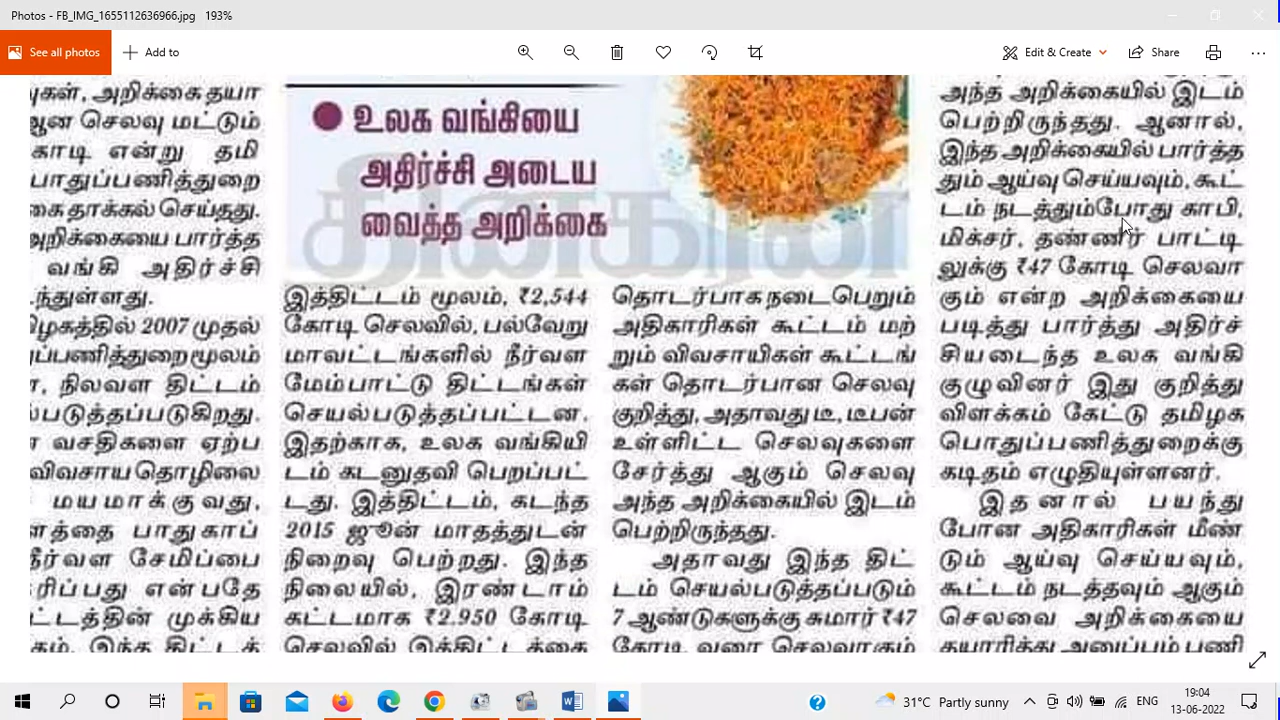 Photos - FB_IMG_1655112636966.jpg 193%
See all photos
Add to
Edit & Create
Share
அறிக்கை தயா
செலவு மட்டும்
கோடி என்று தமி
கை தாக்கல் செய்தது.
பார்த்த
வங்கி அதிர்ச்சி
2007 முதல்
நிலவள திட்டம்
வசதிகளை ஏற்ப
விவசாய தொழிலை
மயமாக்குவது,
பாதுகாப்
சேமிப்பை
என்பதே
முக்கிய
● உலக வங்கியை
அதிர்ச்சி அடைய
வைத்த அறிக்கை
தினகரன்
இத்திட்டம் மூலம், ₹2,544
கோடி செலவில், பல்வேறு
மாவட்டங்களில் நீர்வள
மேம்பாட்டு திட்டங்கள்
செயல்படுத்தப்பட்டன.
இதற்காக, உலக வங்கியி
டம் கடனுதவி பெறப்பட்
டது. இத்திட்டம், கடந்த
2015 ஜூன் மாதத்துடன்
நிறைவு பெற்றது. இந்த
நிலையில், இரண்டாம்
கட்டமாக ₹2.950 கோடி
செலவில் இத்திட்டத்தை
தொடர்பாக நடைபெறும்
அதிகாரிகள் கூட்டம் மற்
றும் விவசாயிகள் கூட்டங்
கள் தொடர்பான செலவு
குறித்து, அதாவது டீ, டீபன்
உள்ளிட்ட செலவுகளை
சேர்த்து ஆகும் செலவு
அந்த அறிக்கையில் இடம்
பெற்றிருந்தது.
அதாவது இந்த திட்
டம் செயல்படுத்தப்படும்
7 ஆண்டுகளுக்கு சுமார் ₹47
கோடி வரை செலவாகும்
அந்த அறிக்கையில் இடம்
பெற்றிருந்தது. ஆனால்,
இந்த அறிக்கையில் பார்த்த
தும் ஆய்வு செய்யவும், கூட்
டம் நடத்தும்போது காபி,
மிக்சர், தண்ணீர் பாட்டி
லுக்கு ₹47 கோடி செலவா
கும் என்ற அறிக்கையை
படித்து பார்த்து அதிர்ச்
சியடைந்த உலக வங்கி
குழுவினர் இது குறித்து
விளக்கம் கேட்டு தமிழக
பொதுப்பணித்துறைக்கு
கடிதம் எழுதியுள்ளனர்.
இதனால் பயந்து
போன அதிகாரிகள் மீண்
டும் ஆய்வு செய்யவும்,
கூட்டம் நடத்தவும் ஆகும்
செலவை அறிக்கையை
தயாரித்து அனுப்பும் பணி
31°C Partly sunny
ENG
19:04
13-06-2022